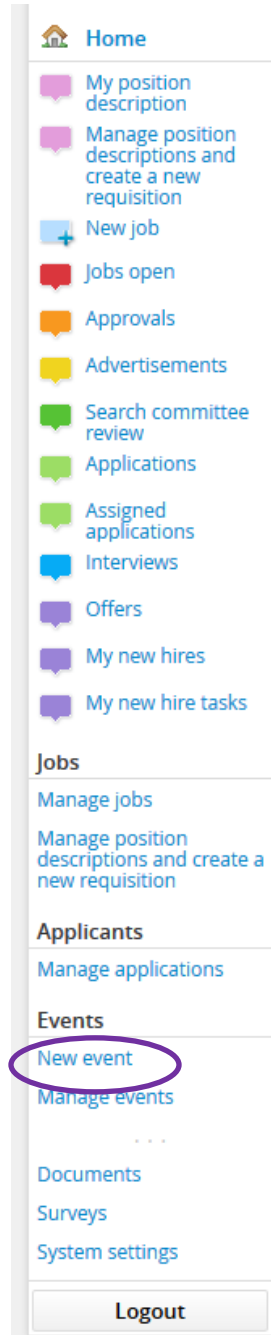 Home
My position
description
Manage position
descriptions and
create a new
requisition
New job
Jobs open
Approvals
Advertisements
Search committee
review
Applications
Assigned
applications
Interviews
Offers
My new hires
My new hire tasks
Jobs
Manage jobs
Manage position
descriptions and create a
new requisition
Applicants
Manage applications
Events
New event
Manage events
. . .
Documents
Surveys
System settings
Logout